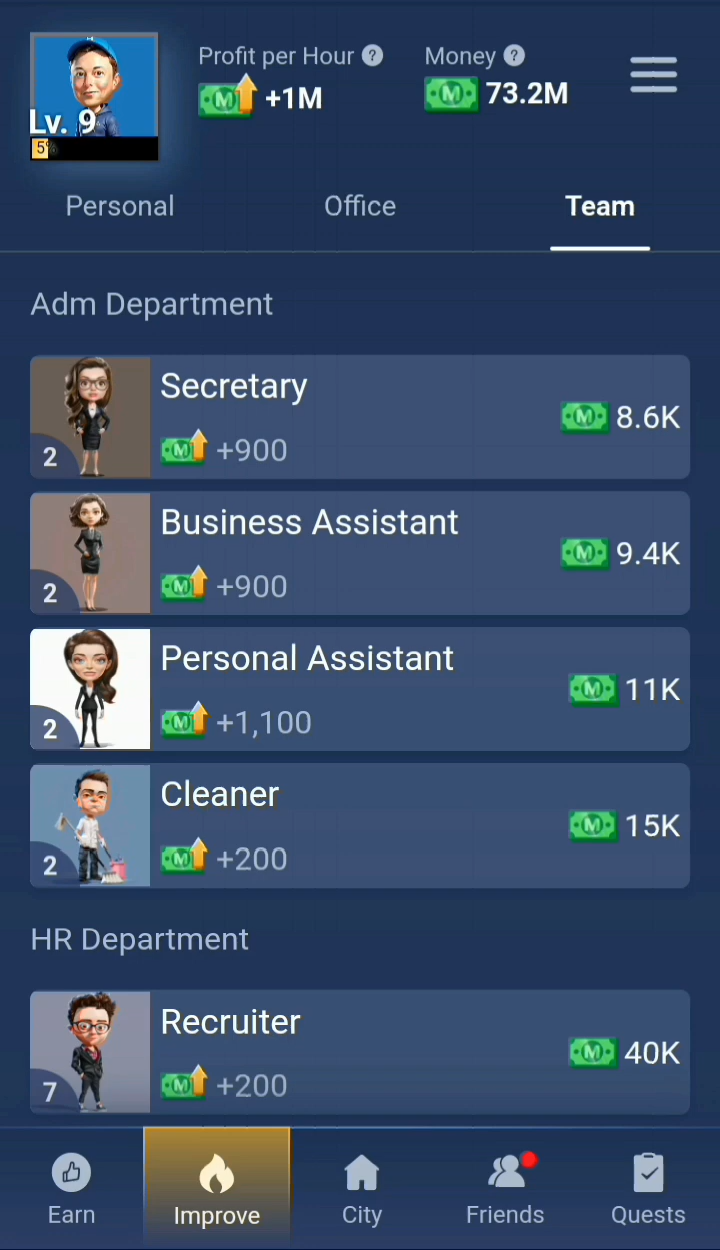 Profit per Hour ?
Money ?
+1M
73.2M
Lv. 9
5%
Personal
Office
Team
Adm Department
Secretary
2
+900
8.6K
Business Assistant
2
+900
9.4K
Personal Assistant
2
+1,100
11K
Cleaner
2
+200
15K
HR Department
Recruiter
7
+200
40K
Earn
Improve
City
Friends
Quests